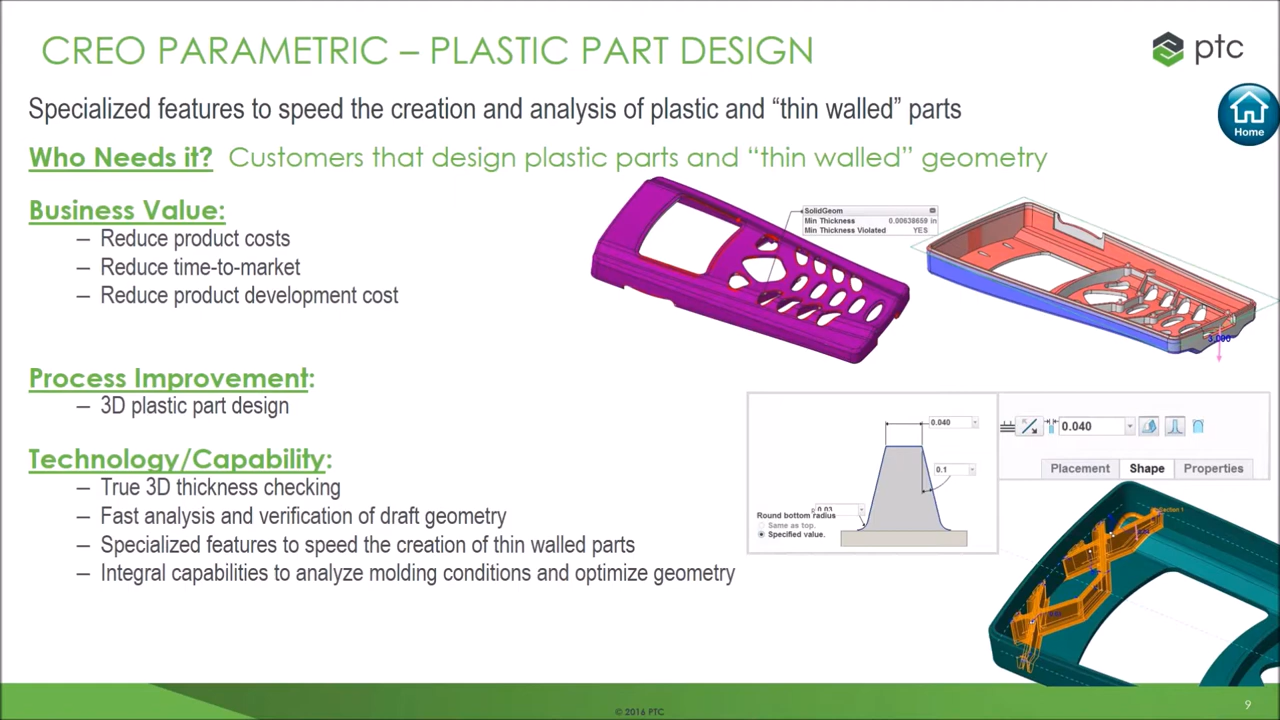 CREO PARAMETRIC – PLASTIC PART DESIGN
ptc
Specialized features to speed the creation and analysis of plastic and “thin walled” parts
Home
Who Needs it? Customers that design plastic parts and “thin walled” geometry
Business Value:
– Reduce product costs
– Reduce time-to-market
– Reduce product development cost
SolidGeom
Min Thickness 0.00638659 in
Min Thickness Violated YES
3.000
Process Improvement:
– 3D plastic part design
Technology/Capability:
– True 3D thickness checking
– Fast analysis and verification of draft geometry
– Specialized features to speed the creation of thin walled parts
– Integral capabilities to analyze molding conditions and optimize geometry
0.040
0.1
0.03
Round bottom radius
Same as top.
Specified value.
0.040
Placement Shape Properties
© 2016 PTC
9